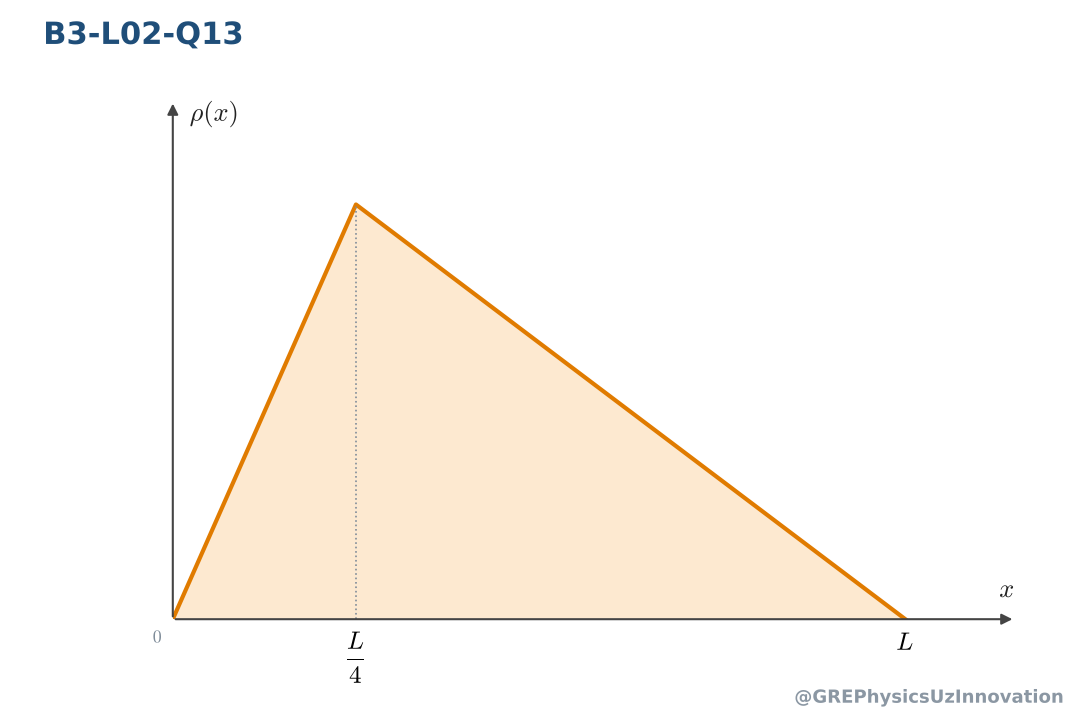 B3-L02-Q13
ρ(x)
x
0
L/4
L
@GREPhysicsUzInnovation